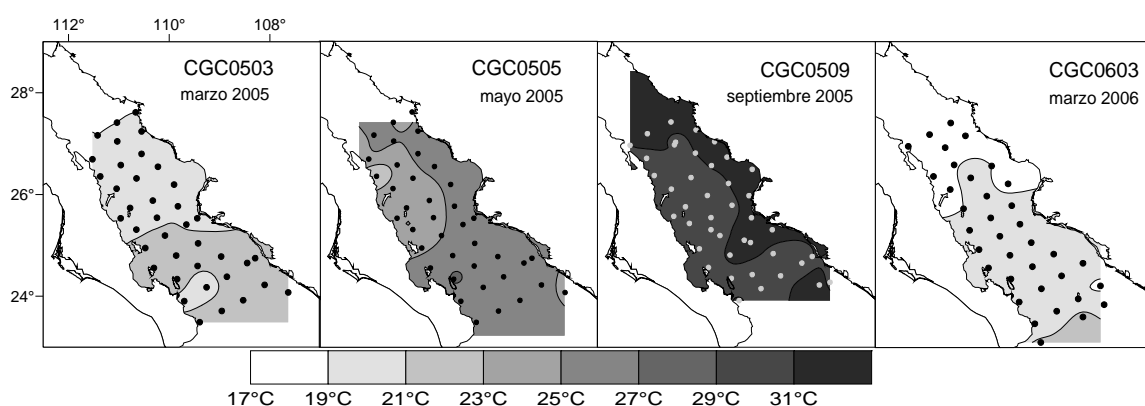 112° 110° 108°
CGC0503
marzo 2005
CGC0505
mayo 2005
CGC0509
septiembre 2005
CGC0603
marzo 2006
28°
26°
24°
17°C 19°C 21°C 23°C 25°C 27°C 29°C 31°C